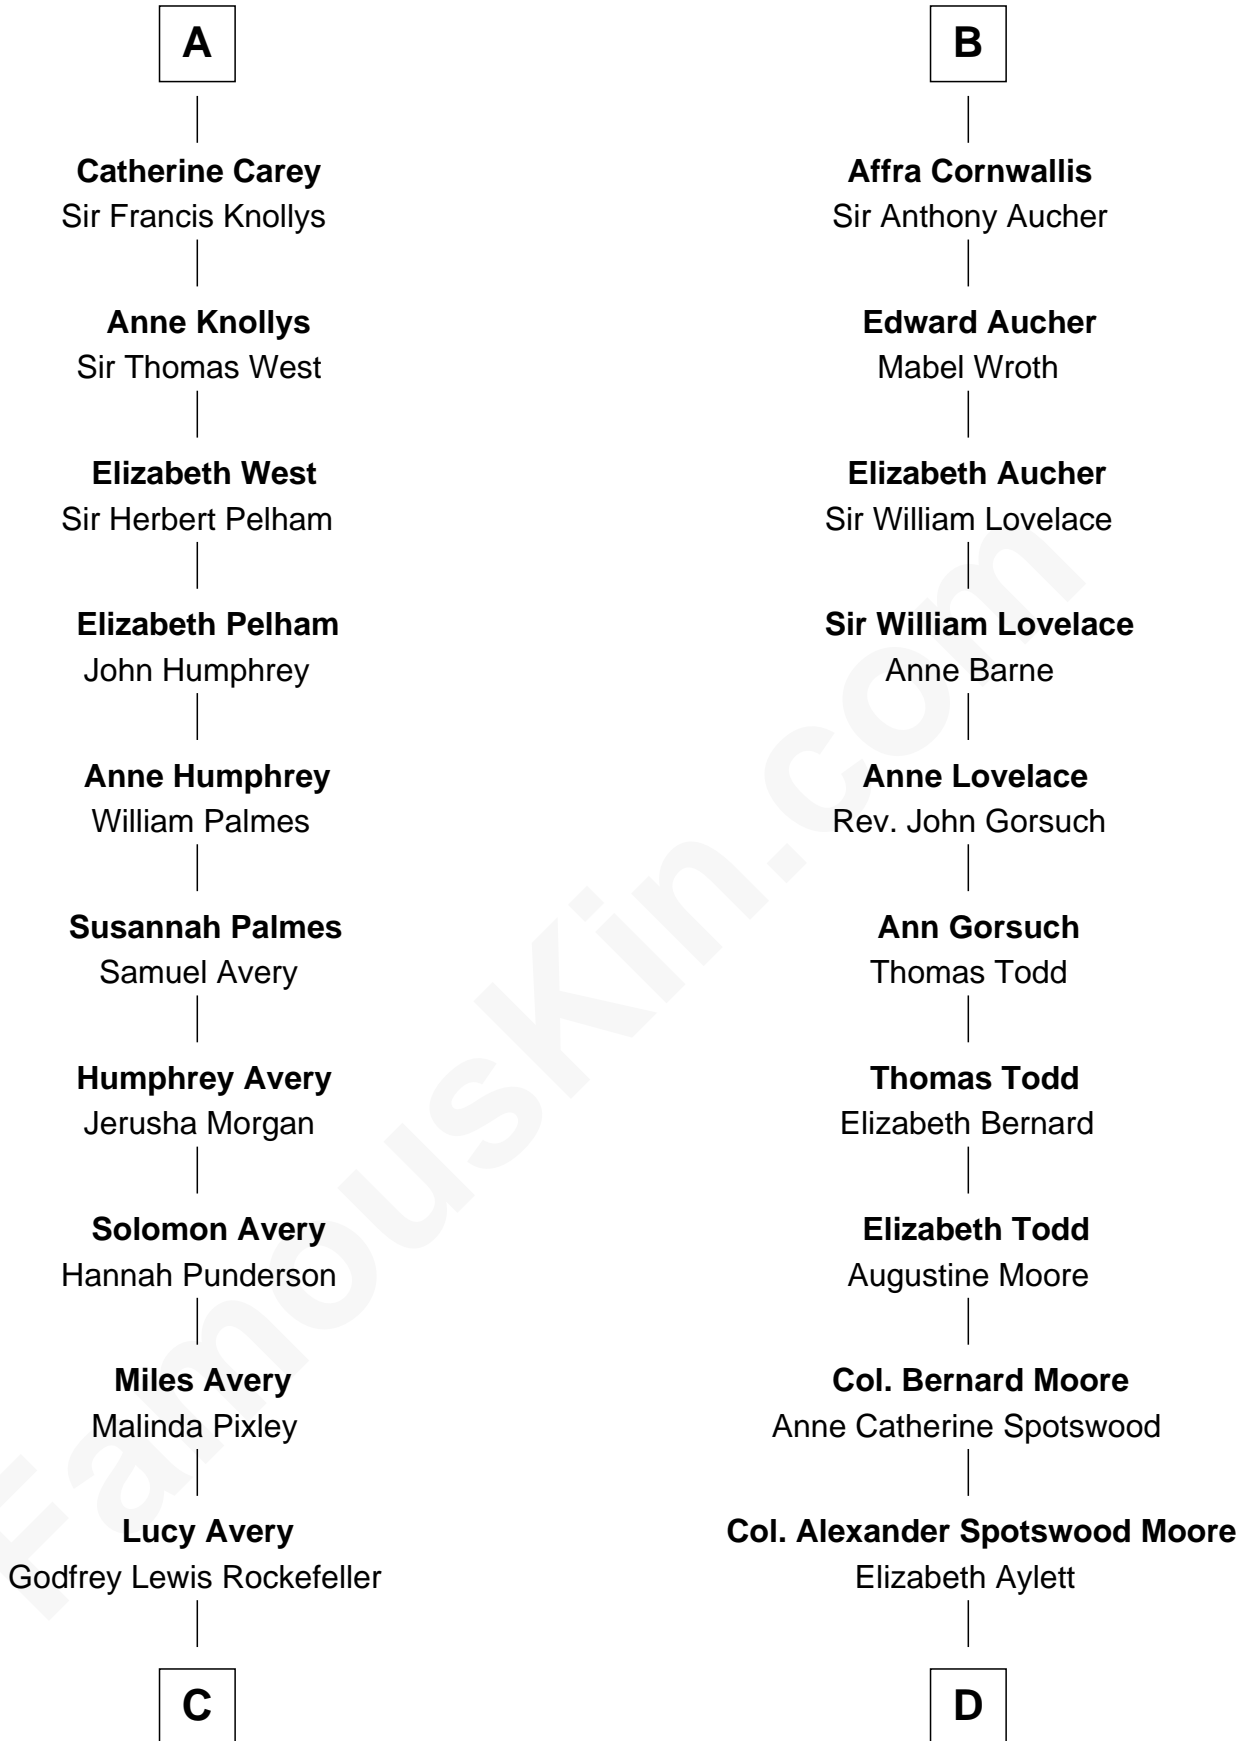 A
Catherine Carey
Sir Francis Knollys
Anne Knollys
Sir Thomas West
Elizabeth West
Sir Herbert Pelham
Elizabeth Pelham
John Humphrey
Anne Humphrey
William Palmes
Susannah Palmes
Samuel Avery
Humphrey Avery
Jerusha Morgan
Solomon Avery
Hannah Punderson
Miles Avery
Malinda Pixley
Lucy Avery
Godfrey Lewis Rockefeller
C
B
Affra Cornwallis
Sir Anthony Aucher
Edward Aucher
Mabel Wroth
Elizabeth Aucher
Sir William Lovelace
Sir William Lovelace
Anne Barne
Anne Lovelace
Rev. John Gorsuch
Ann Gorsuch
Thomas Todd
Thomas Todd
Elizabeth Bernard
Elizabeth Todd
Augustine Moore
Col. Bernard Moore
Anne Catherine Spotswood
Col. Alexander Spotswood Moore
Elizabeth Aylett
D
FamousKin.com